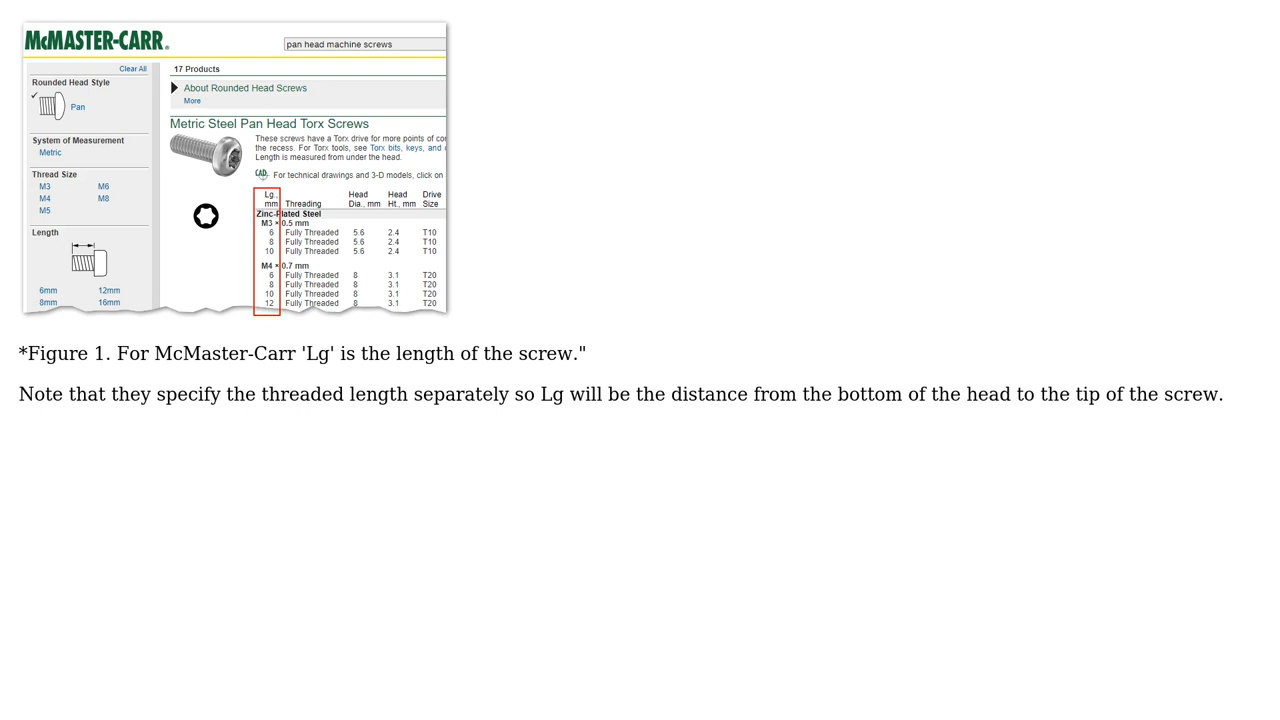 McMASTER-CARR®
pan head machine screws
Clear All
Rounded Head Style
Pan
System of Measurement
Metric
Thread Size
M3 M6
M4 M8
M5
Length
6mm 12mm
8mm 16mm
17 Products
About Rounded Head Screws
More
Metric Steel Pan Head Torx Screws
These screws have a Torx drive for more points of
the recess. For Torx tools, see Torx bits, keys, and
Length is measured from under the head.
CAD For technical drawings and 3-D models, click on
Lg., Head Head Drive
mm Threading Dia., mm Ht., mm Size
Zinc-Plated Steel
M3 × 0.5 mm
6 Fully Threaded 5.6 2.4 T10
8 Fully Threaded 5.6 2.4 T10
10 Fully Threaded 5.6 2.4 T10
M4 × 0.7 mm
6 Fully Threaded 8 3.1 T20
8 Fully Threaded 8 3.1 T20
10 Fully Threaded 8 3.1 T20
12 Fully Threaded 8 3.1 T20
*Figure 1. For McMaster-Carr 'Lg' is the length of the screw."
Note that they specify the threaded length separately so Lg will be the distance from the bottom of the head to the tip of the screw.